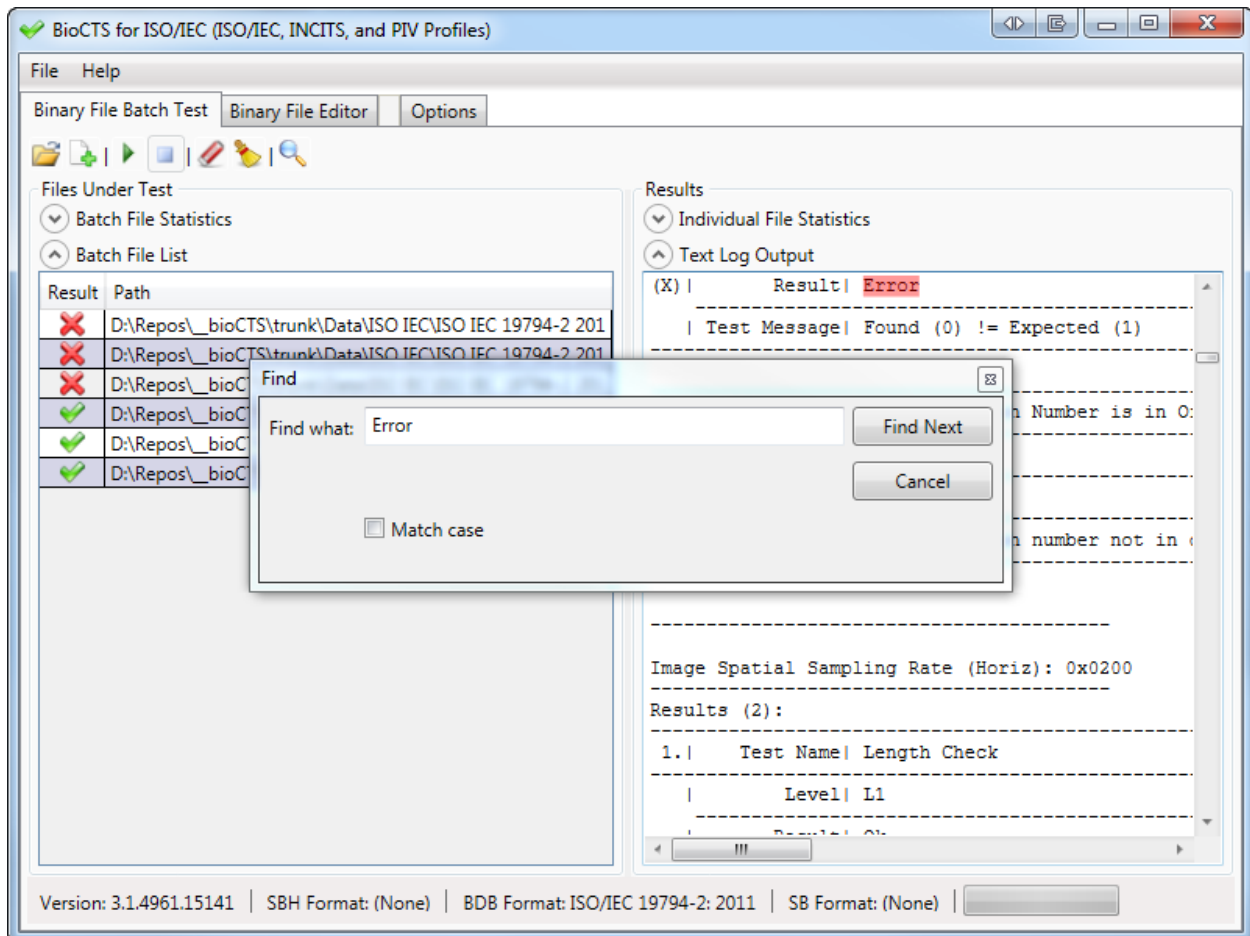 BioCTS for ISO/IEC (ISO/IEC, INCITS, and PIV Profiles)
File Help
Binary File Batch Test Binary File Editor Options
Files Under Test
Batch File Statistics
Batch File List
Result Path
D:\Repos\__bioCTS\trunk\Data\ISO IEC\ISO IEC 19794-2 201
D:\Repos\__bioCTS\trunk\Data\ISO IEC\ISO IEC 19794-2 201
D:\Repos\__bioC
D:\Repos\__bioC
D:\Repos\__bioC
D:\Repos\__bioC
Results
Individual File Statistics
Text Log Output
(X)| Result| Error
| Test Message| Found (0) != Expected (1)
Number is in
number not in
Image Spatial Sampling Rate (Horiz): 0x0200
Results (2):
1.| Test Name| Length Check
| Level| L1
| Result| Ok
Find
Find what: Error Find Next
Cancel
Match case
Version: 3.1.4961.15141 | SBH Format: (None) | BDB Format: ISO/IEC 19794-2: 2011 | SB Format: (None) |